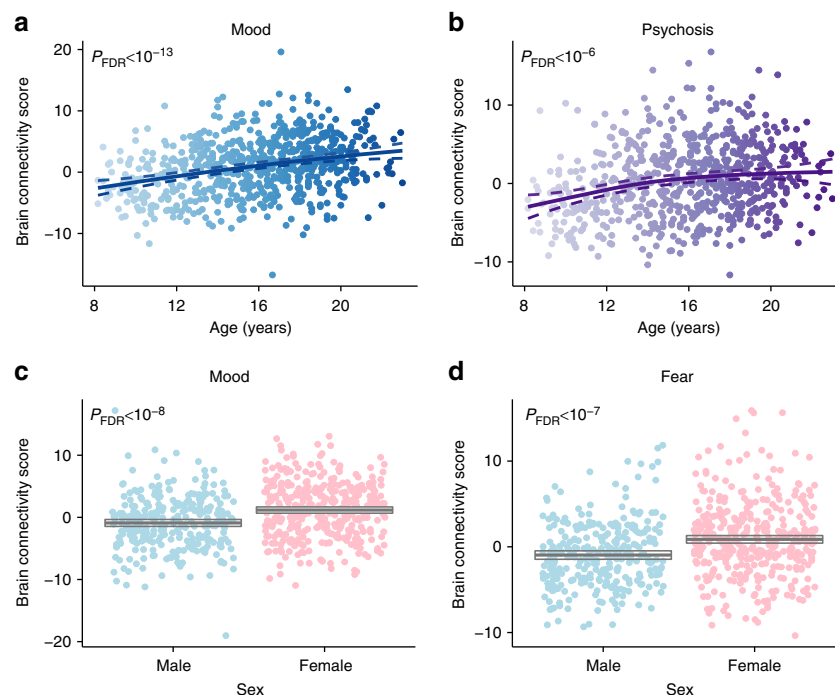 a
Mood
P_FDR<10⁻¹³
20
10
0
−10
Brain connectivity score
8
12
16
20
Age (years)
b
Psychosis
P_FDR<10⁻⁶
10
0
−10
Brain connectivity score
8
12
16
20
Age (years)
c
Mood
P_FDR<10⁻⁸
10
0
−10
−20
Brain connectivity score
Male
Female
Sex
d
Fear
P_FDR<10⁻⁷
10
0
−10
Brain connectivity score
Male
Female
Sex